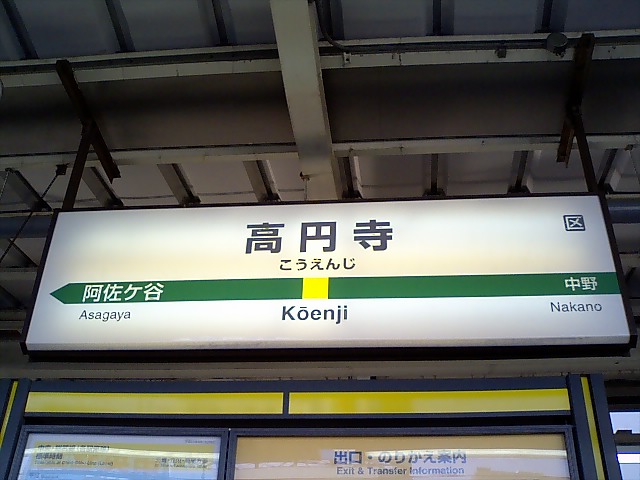 高円寺
区
こうえんじ
阿佐ケ谷
中野
Asagaya
Kōenji
Nakano
出口・のりかえ案内
Exit & Transfer Information